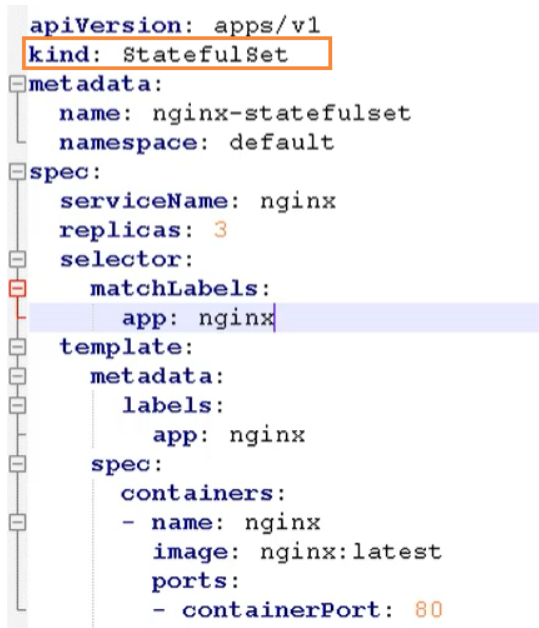 apiVersion: apps/v1
kind: StatefulSet
metadata:
  name: nginx-statefulset
  namespace: default
spec:
  serviceName: nginx
  replicas: 3
  selector:
    matchLabels:
      app: nginx
  template:
    metadata:
      labels:
        app: nginx
    spec:
      containers:
      - name: nginx
        image: nginx:latest
        ports:
        - containerPort: 80